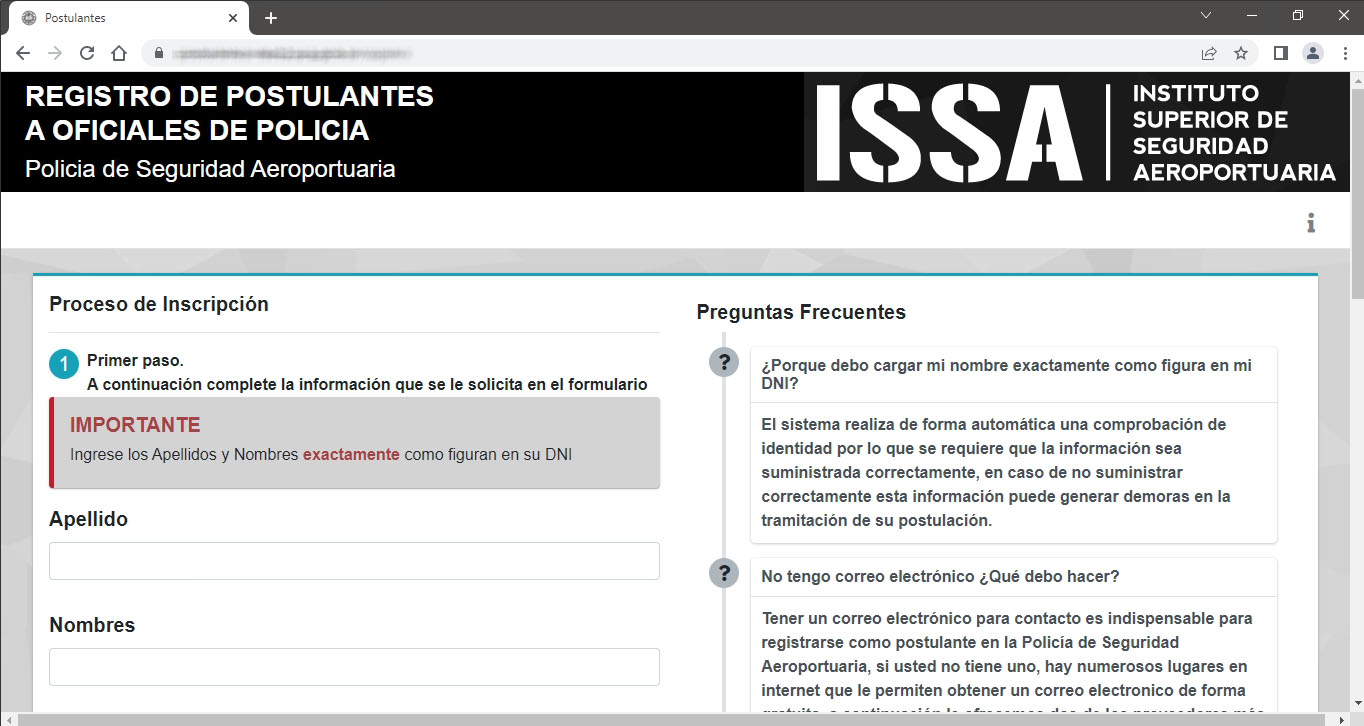 Postulantes
REGISTRO DE POSTULANTES
A OFICIALES DE POLICIA
Policia de Seguridad Aeroportuaria
ISSA
INSTITUTO
SUPERIOR DE
SEGURIDAD
AEROPORTUARIA
Proceso de Inscripción
1
Primer paso.
A continuación complete la información que se le solicita en el formulario
IMPORTANTE
Ingrese los Apellidos y Nombres exactamente como figuran en su DNI
Apellido
Nombres
Preguntas Frecuentes
?
¿Porque debo cargar mi nombre exactamente como figura en mi
DNI?
El sistema realiza de forma automática una comprobación de
identidad por lo que se requiere que la información sea
suministrada correctamente, en caso de no suministrar
correctamente esta información puede generar demoras en la
tramitación de su postulación.
?
No tengo correo electrónico ¿Qué debo hacer?
Tener un correo electrónico para contacto es indispensable para
registrarse como postulante en la Policía de Seguridad
Aeroportuaria, si usted no tiene uno, hay numerosos lugares en
internet que le permiten obtener un correo electronico de forma